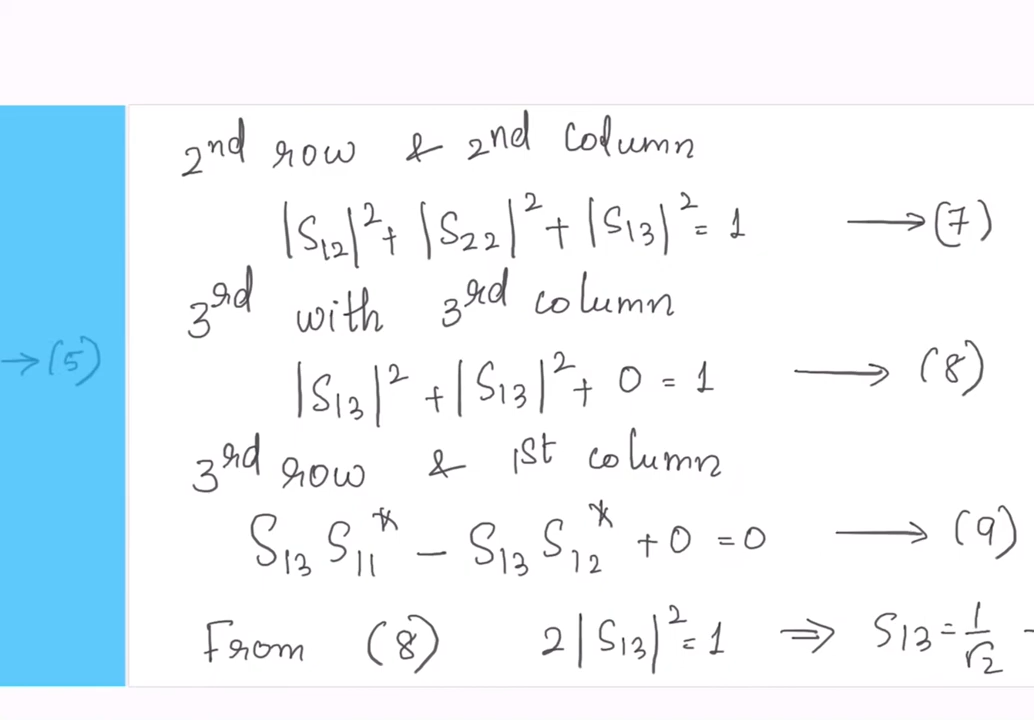 2nd row & 2nd column
|S12|² + |S22|² + |S13|² = 1 → (7)
3rd with 3rd column
→ (5)
|S13|² + |S13|² + 0 = 1 → (8)
3rd row & 1st column
S13 S11* − S13 S12* + 0 = 0 → (9)
From (8) 2|S13|² = 1 ⇒ S13 = 1/√2